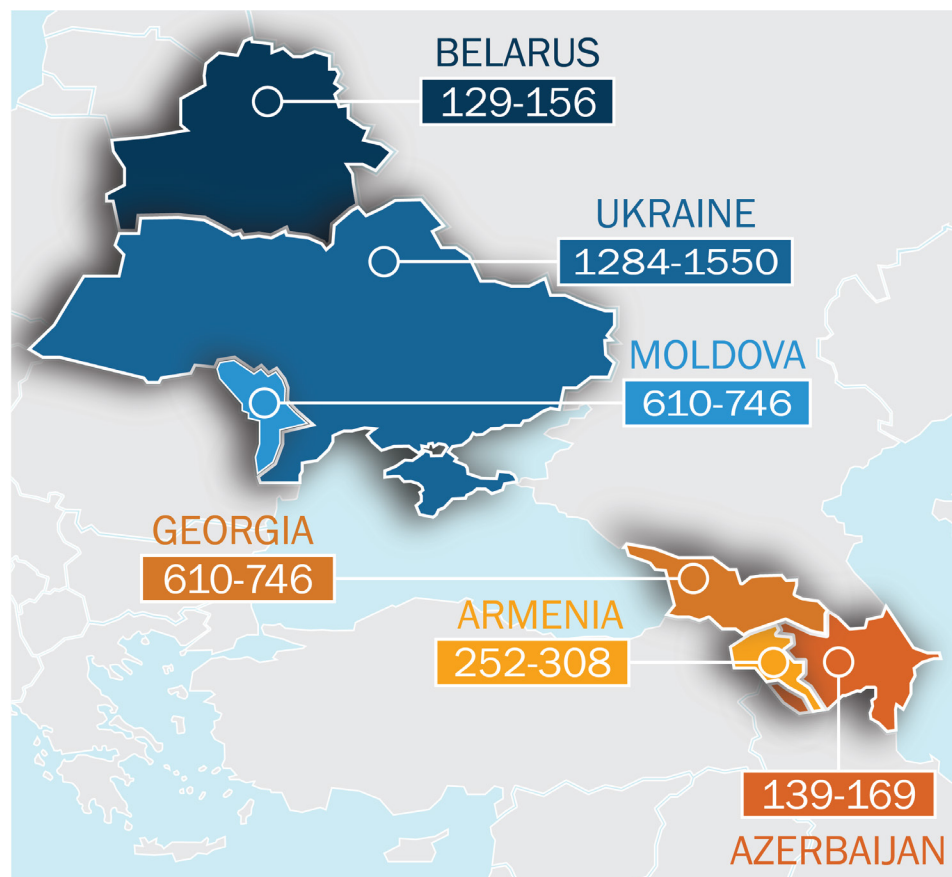 BELARUS
129-156
UKRAINE
1284-1550
MOLDOVA
610-746
GEORGIA
610-746
ARMENIA
252-308
139-169
AZERBAIJAN